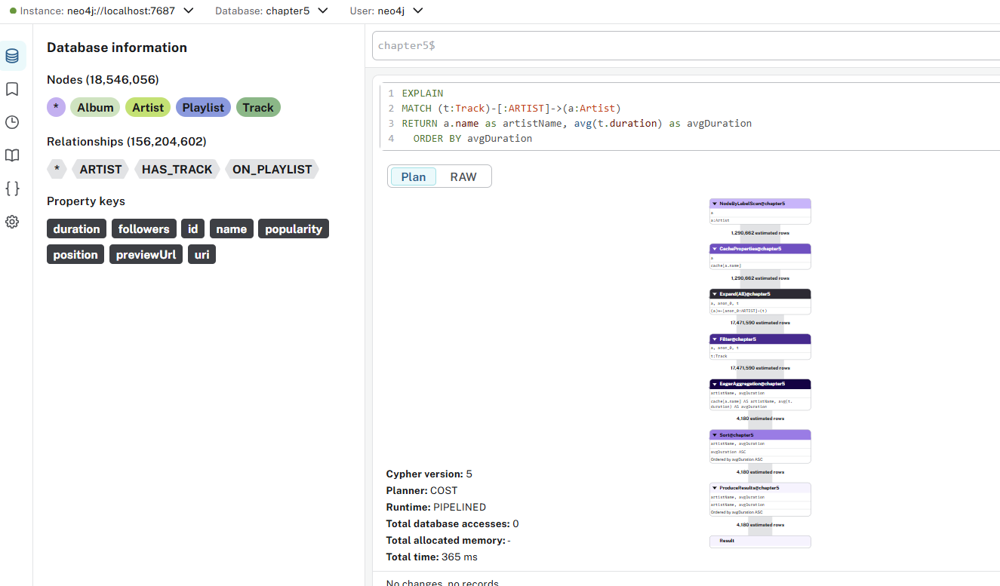 Instance: neo4j://localhost:7687 Database: chapter5 User: neo4j
Database information
Nodes (18,546,056)
* Album Artist Playlist Track
Relationships (156,204,602)
* ARTIST HAS_TRACK ON_PLAYLIST
Property keys
duration followers id name popularity
position previewUrl uri
chapter5$
1 EXPLAIN
2 MATCH (t:Track)-[:ARTIST]->(a:Artist)
3 RETURN a.name as artistName, avg(t.duration) as avgDuration
4 ORDER BY avgDuration
Plan RAW
NodeByLabelScan@chapter5
a
a:Artist
1,290,662 estimated rows
CacheProperties@chapter5
a
cache[a.name]
1,290,662 estimated rows
Expand(All)@chapter5
a, anon_0, t
(a)<-[anon_0:ARTIST]-(t)
17,471,590 estimated rows
Filter@chapter5
a, anon_0, t
t:Track
17,471,590 estimated rows
EagerAggregation@chapter5
artistName, avgDuration
cache[a.name] AS artistName, avg(t.
duration) AS avgDuration
4,180 estimated rows
Sort@chapter5
artistName, avgDuration
avgDuration ASC
Ordered by avgDuration ASC
4,180 estimated rows
ProduceResults@chapter5
artistName, avgDuration
artistName, avgDuration
Ordered by avgDuration ASC
4,180 estimated rows
Result
Cypher version: 5
Planner: COST
Runtime: PIPELINED
Total database accesses: 0
Total allocated memory: -
Total time: 365 ms
No changes, no records